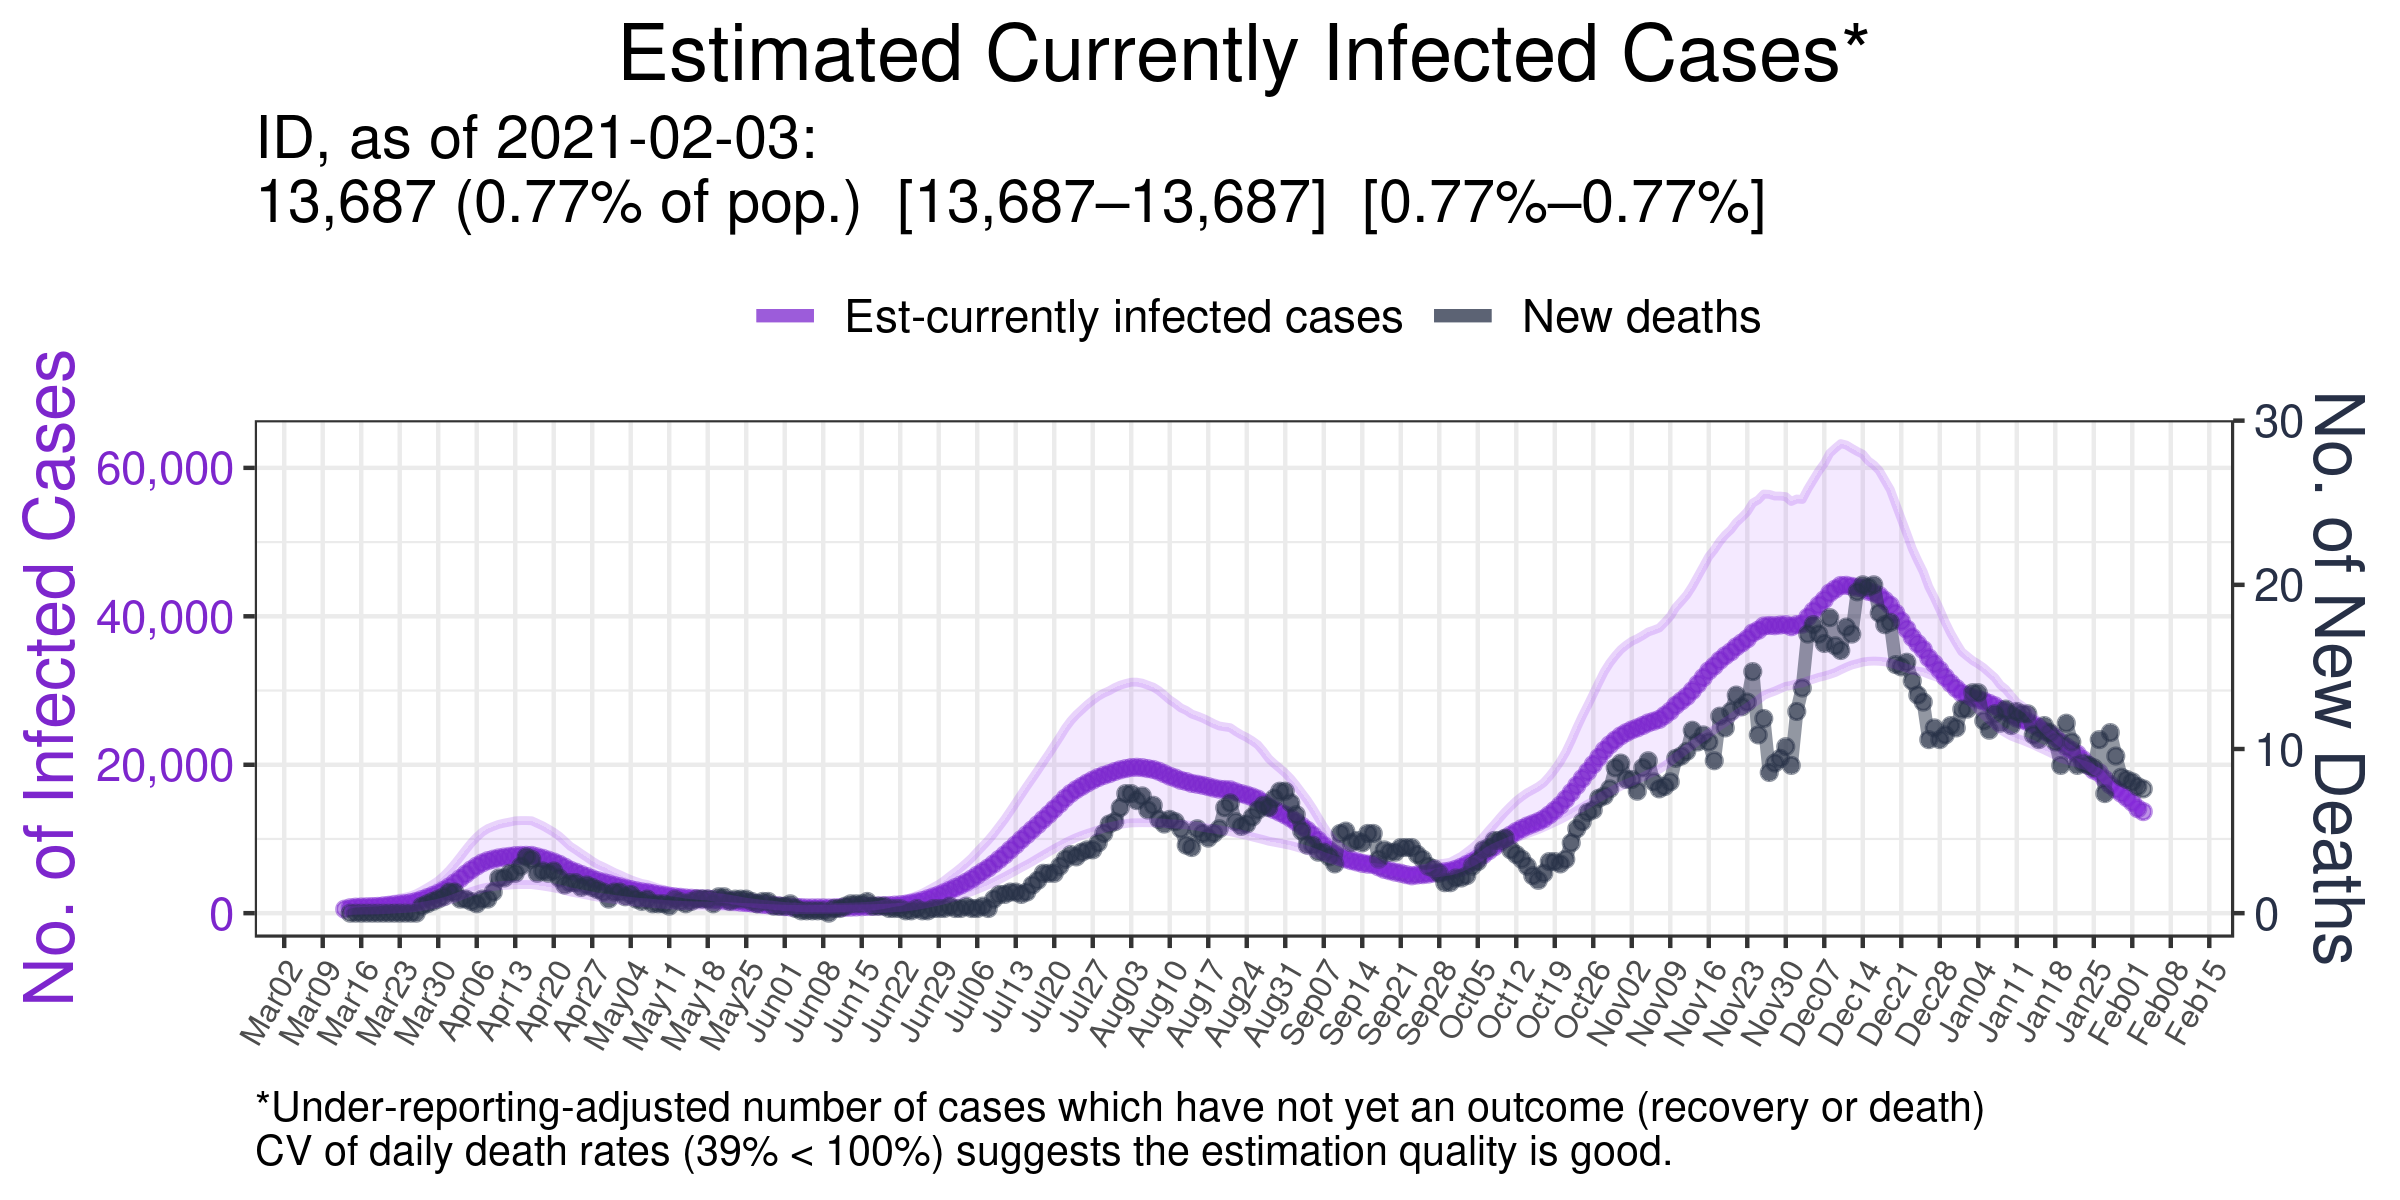 Estimated Currently Infected Cases*
ID, as of 2021-02-03:
13,687 (0.77% of pop.)  [13,687–13,687]  [0.77%–0.77%]
Est-currently infected cases
New deaths
No. of Infected Cases
60,000
40,000
20,000
0
30
20
10
0
No. of New Deaths
Mar02
Mar09
Mar16
Mar23
Mar30
Apr06
Apr13
Apr20
Apr27
May04
May11
May18
May25
Jun01
Jun08
Jun15
Jun22
Jun29
Jul06
Jul13
Jul20
Jul27
Aug03
Aug10
Aug17
Aug24
Aug31
Sep07
Sep14
Sep21
Sep28
Oct05
Oct12
Oct19
Oct26
Nov02
Nov09
Nov16
Nov23
Nov30
Dec07
Dec14
Dec21
Dec28
Jan04
Jan11
Jan18
Jan25
Feb01
Feb08
Feb15
*Under-reporting-adjusted number of cases which have not yet an outcome (recovery or death)
CV of daily death rates (39% < 100%) suggests the estimation quality is good.